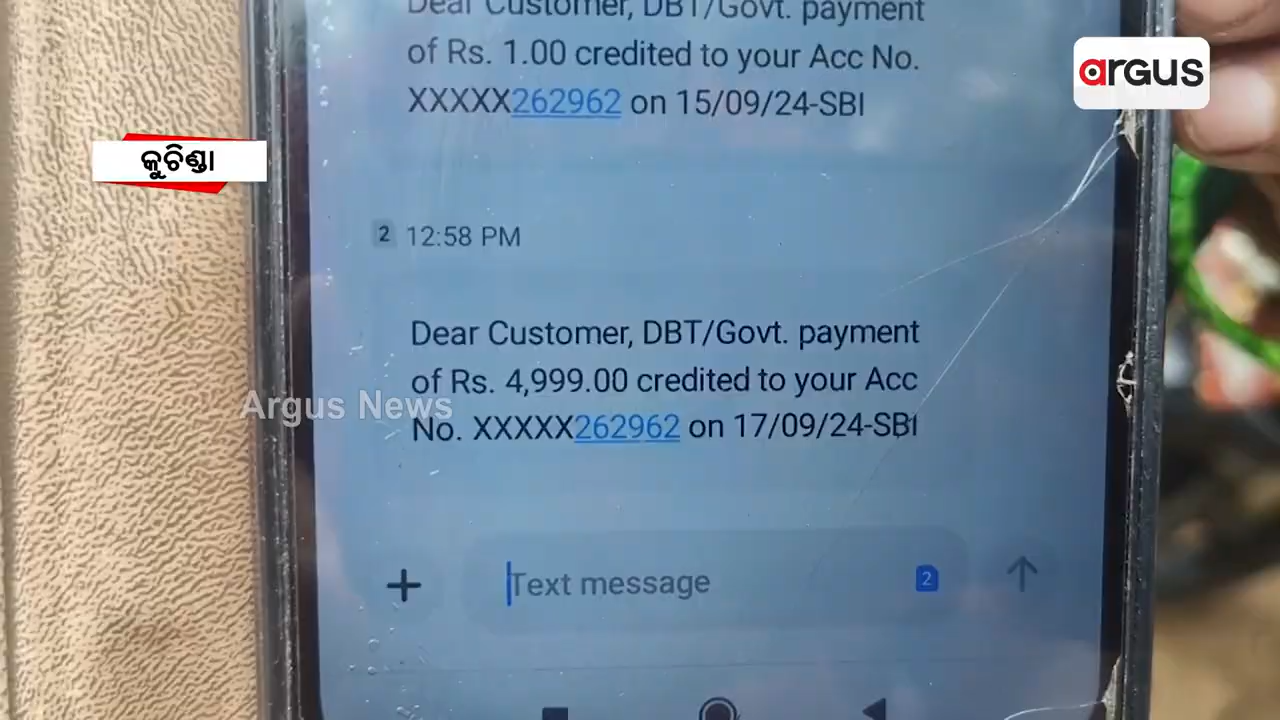 Dear Customer, DBT/Govt. payment
of Rs. 1.00 credited to your Acc No.
XXXXX262962 on 15/09/24-SBI
argus
କୁଚିଣ୍ଡା
2 12:58 PM
Dear Customer, DBT/Govt. payment
of Rs. 4,999.00 credited to your Acc
No. XXXXX262962 on 17/09/24-SBI
Argus News
Text message
2